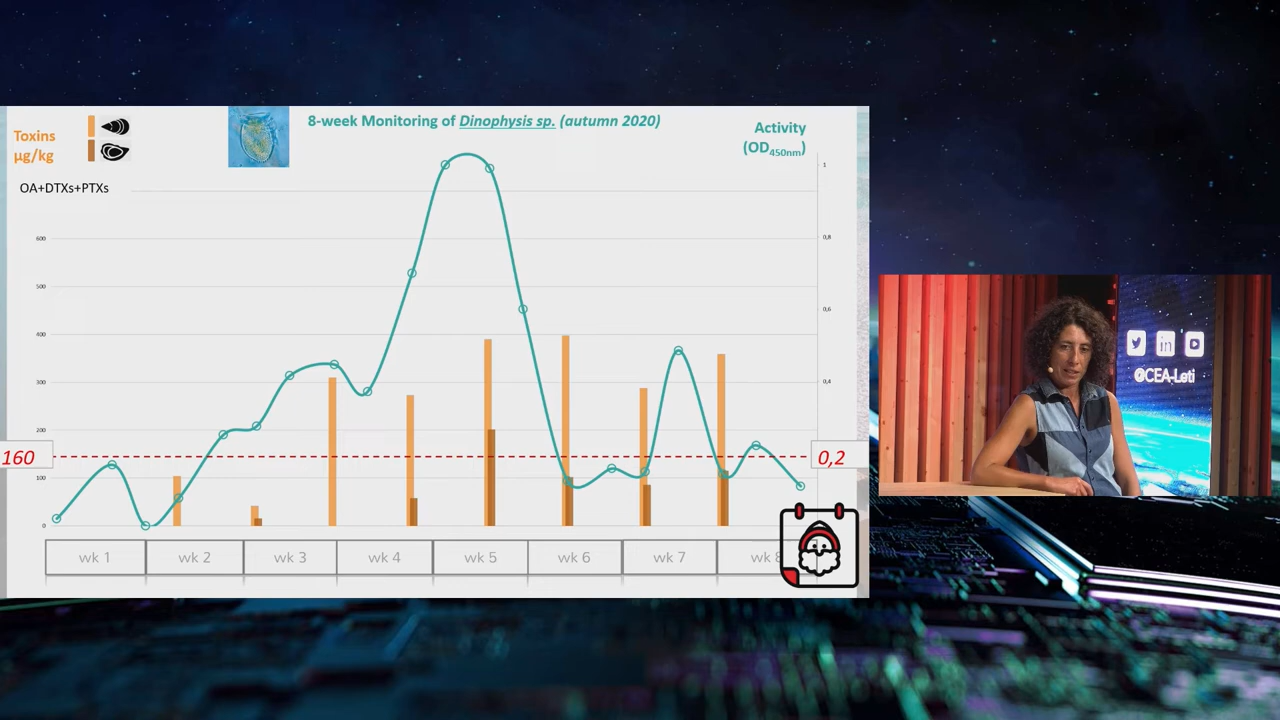 8-week Monitoring of Dinophysis sp. (autumn 2020)
Toxins
µg/kg
OA+DTXs+PTXs
Activity
(OD450nm)
600
500
400
300
200
100
0
160
1
0,8
0,6
0,4
0,2
wk 1
wk 2
wk 3
wk 4
wk 5
wk 6
wk 7
wk 8
@CEA-Leti